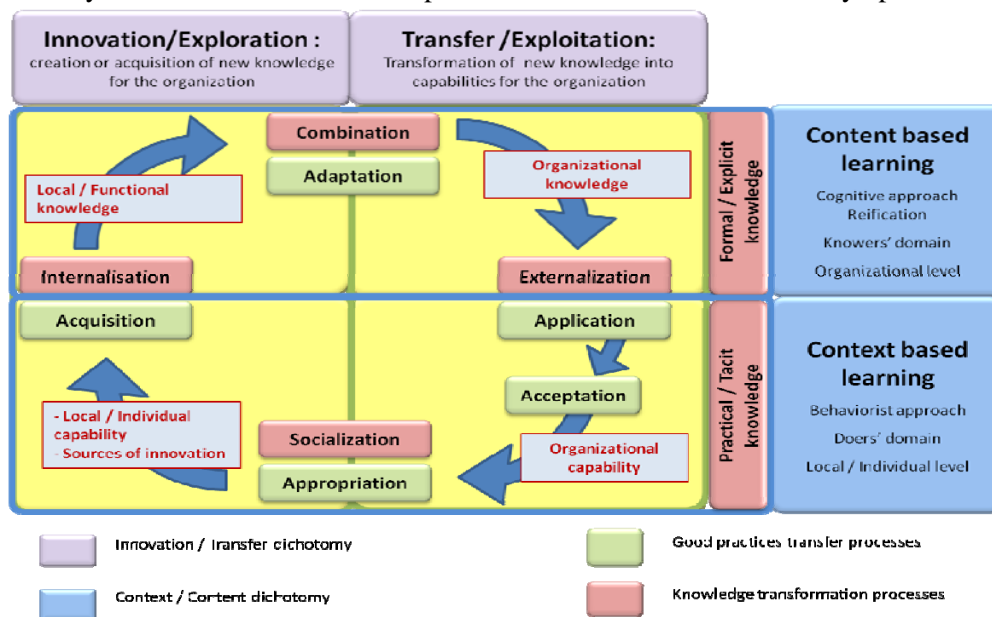 Innovation/Exploration :
creation or acquisition of new knowledge
for the organization
Transfer /Exploitation:
Transformation of new knowledge into
capabilities for the organization
Combination
Adaptation
Local / Functional
knowledge
Organizational
knowledge
Internalisation
Externalization
Formal / Explicit
knowledge
Content based
learning
Cognitive approach
Reification
Knowers' domain
Organizational level
Acquisition
Application
Acceptation
- Local / Individual
capability
- Sources of innovation
Socialization
Appropriation
Organizational
capability
Practical / Tacit
knowledge
Context based
learning
Behaviorist approach
Doers' domain
Local / Individual level
Innovation / Transfer dichotomy
Good practices transfer processes
Context / Content dichotomy
Knowledge transformation processes